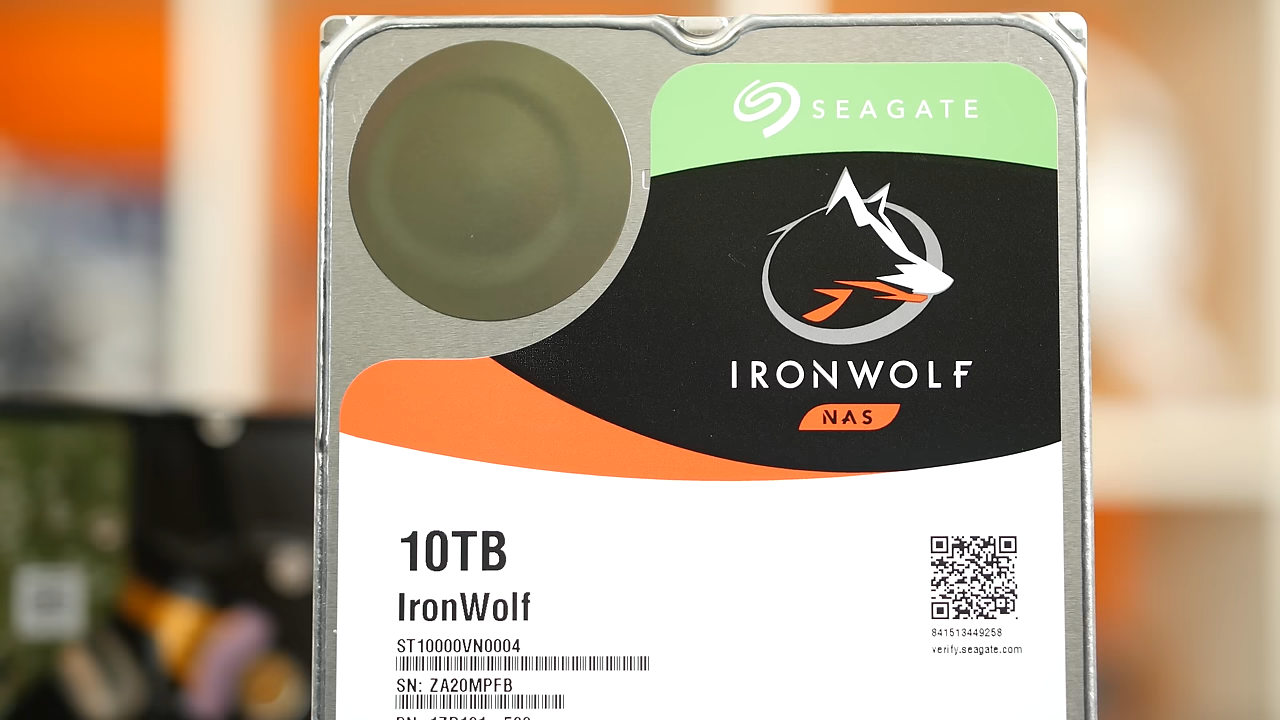 SEAGATE
IRONWOLF
NAS
10TB
IronWolf
ST10000VN0004
SN: ZA20MPFB
841513449258
verify.seagate.com